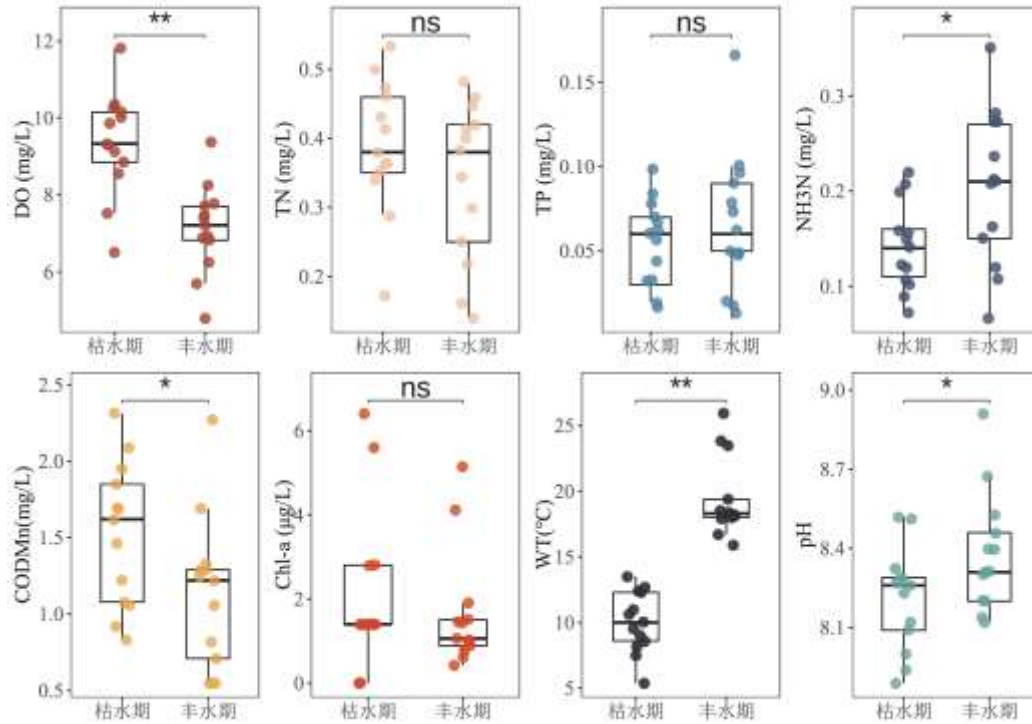 **
ns
ns
*
DO (mg/L)
12
10
8
6
TN (mg/L)
0.5
0.4
0.3
0.2
TP (mg/L)
0.15
0.10
0.05
NH3N (mg/L)
0.3
0.2
0.1
枯水期 丰水期
枯水期 丰水期
枯水期 丰水期
枯水期 丰水期
*
ns
**
*
CODMn(mg/L)
2.5
2.0
1.5
1.0
0.5
Chl-a (μg/L)
6
4
2
0
WT(℃)
25
20
15
10
5
pH
9.0
8.7
8.4
8.1
枯水期 丰水期
枯水期 丰水期
枯水期 丰水期
枯水期 丰水期